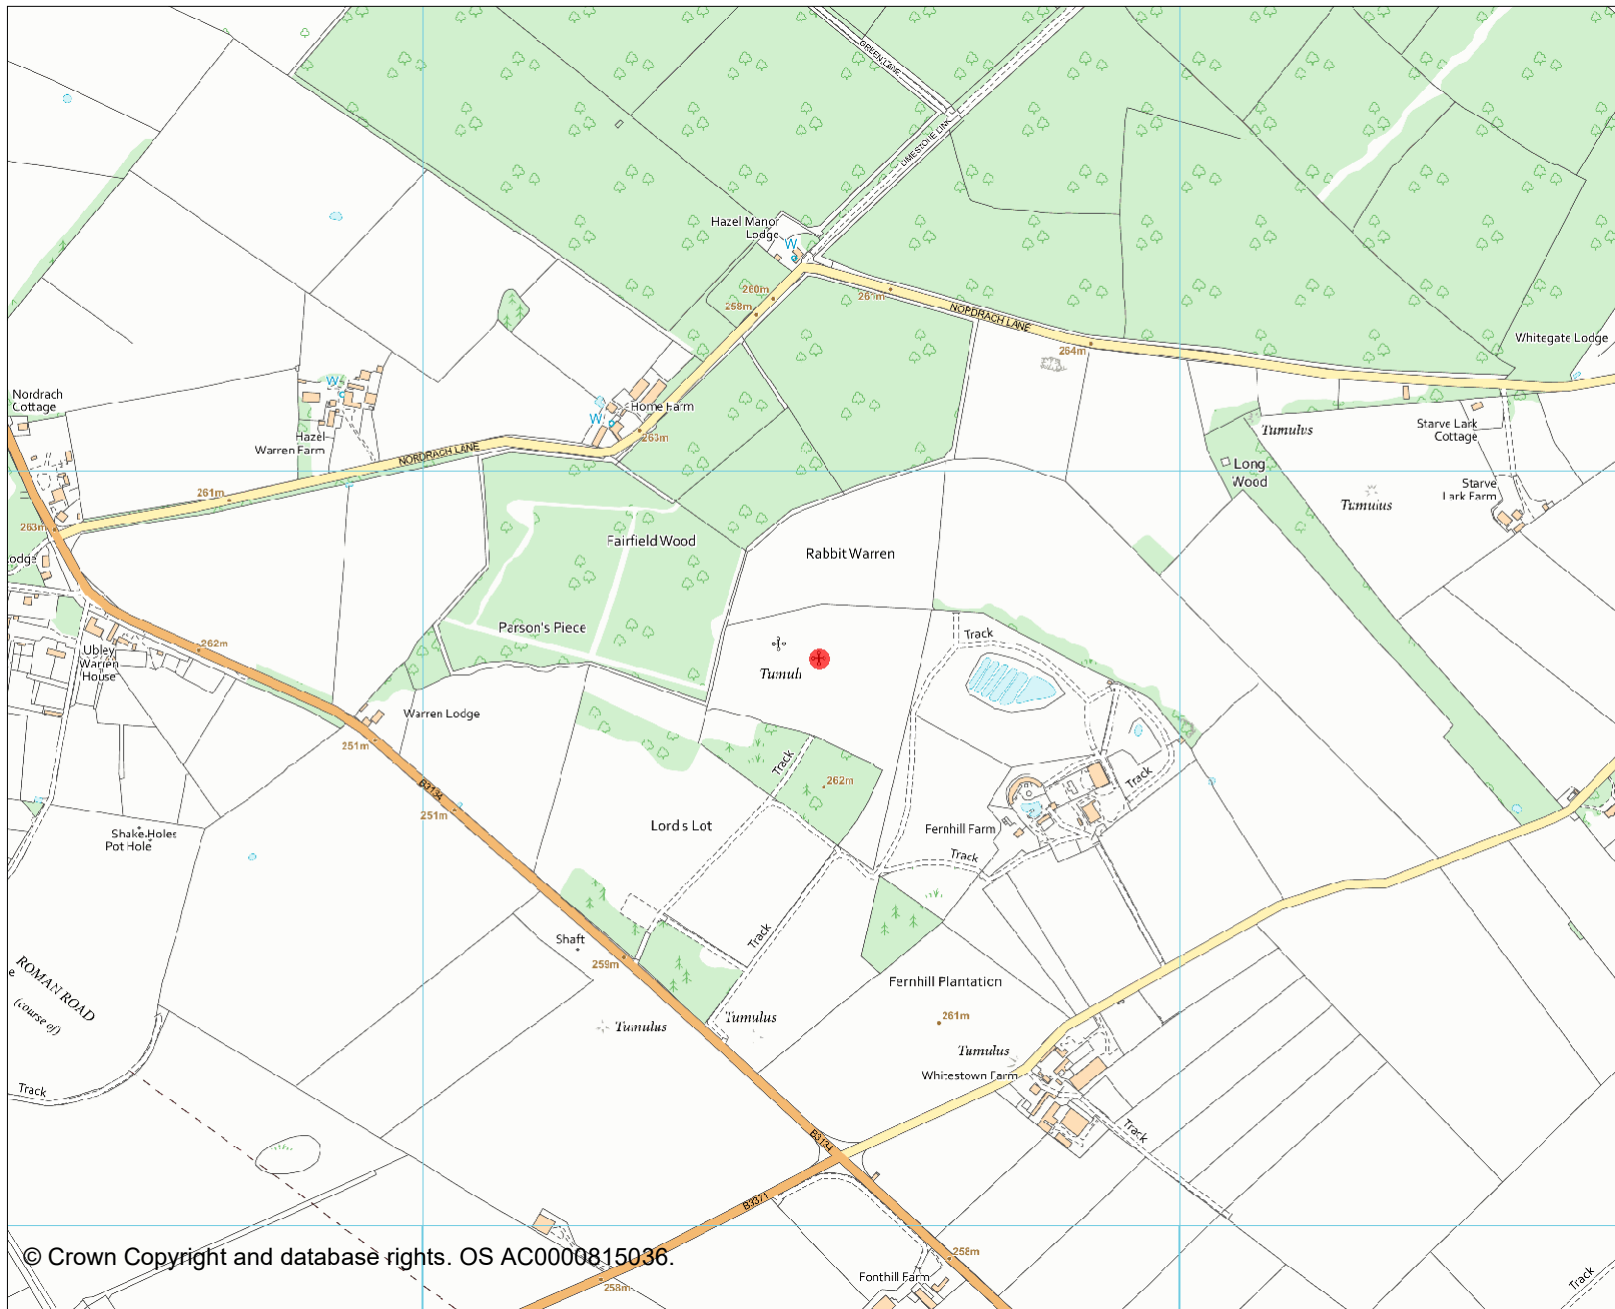 GREEN LANE
LIMESTONE LINK
Hazel Manor
Lodge
W
260m
258m
261m
NORDRACH LANE
264m
Whitegate Lodge
Nordrach
Cottage
W
Home Farm
W
263m
Hazel
Warren Farm
NORDRACH LANE
Tumulus
Starve Lark
Cottage
Long
Wood
Starve
Lark Farm
Tumulus
261m
263m
odge
Fairfield Wood
Rabbit Warren
Parson's Piece
Track
262m
Ubley
Warren
House
Tumuli
Warren Lodge
251m
Track
262m
Track
B3134
251m
Lord's Lot
Fernhill Farm
Track
Shake Holes
Pot Hole
Shaft
Track
259m
e
ROMAN ROAD
(course of)
Fernhill Plantation
Tumulus
Tumulus
261m
Tumulus
Whitestown Farm
Track
Track
B3134
B3371
© Crown Copyright and database rights. OS AC0000815036.
258m
258m
Fonthill Farm
Track